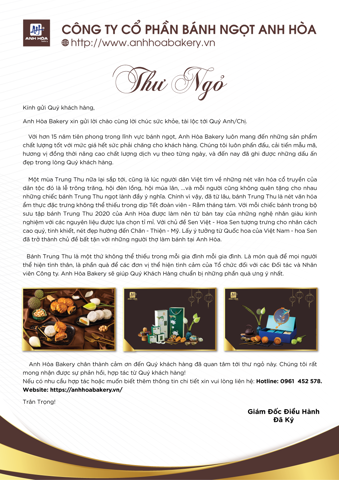 ANH HOA
CÔNG TY CỔ PHẦN BÁNH NGỌT ANH HÒA
http://www.anhhoabakery.vn
Thư Ngỏ
Kính gửi Quý khách hàng,
Anh Hòa Bakery xin gửi lời chào cùng lời chúc sức khỏe, tài lộc tới Quý Anh/Chị.
Với hơn 15 năm tiên phong trong lĩnh vực bánh ngọt, Anh Hòa Bakery luôn mang đến những sản phẩm
chất lượng tốt với mức giá hết sức phải chăng cho khách hàng. Chúng tôi luôn phấn đấu, cải tiến mẫu mã,
hương vị đồng thời nâng cao chất lượng dịch vụ theo từng ngày, và đến nay đã ghi được những dấu ấn
đẹp trong lòng Quý khách hàng.
Một mùa Trung Thu nữa lại sắp tới, cũng là lúc người dân Việt tìm về những nét văn hóa cổ truyền của
dân tộc đó là lễ trông trăng, hội đèn lồng, hội múa lân, ...và mỗi người cũng không quên tặng cho nhau
những chiếc bánh Trung Thu ngọt lành đầy ý nghĩa. Chính vì vậy, đã từ lâu, bánh Trung Thu là nét văn hóa
ẩm thực đặc trưng không thể thiếu trong dịp Tết đoàn viên - Rằm tháng tám. Với mỗi chiếc bánh trong bộ
sưu tập bánh Trung Thu 2020 của Anh Hòa được làm nên từ bàn tay của những nghệ nhân giàu kinh
nghiệm với các nguyên liệu được lựa chọn tỉ mỉ. Với chủ đề Sen Việt - Hoa Sen tượng trưng cho nhân cách
cao quý, tinh khiết, nét đẹp hướng đến Chân - Thiện - Mỹ. Lấy ý tưởng từ Quốc hoa của Việt Nam - hoa Sen
đã trở thành chủ đề bất tận với những người thợ làm bánh tại Anh Hòa.
Bánh Trung Thu là một thứ không thể thiếu trong mỗi gia đình mỗi gia đình. Là món quà để mọi người
thể hiện tình thân, là phần quà để các đơn vị thể hiện tình cảm của Tổ chức đối với các Đối tác và Nhân
viên Công ty. Anh Hòa Bakery sẽ giúp Quý Khách Hàng chuẩn bị những phần quà ưng ý nhất.
Anh Hòa Bakery chân thành cảm ơn đến Quý khách hàng đã quan tâm tới thư ngỏ này. Chúng tôi rất
mong nhận được sự phản hồi, hợp tác từ Quý khách hàng!
Nếu có nhu cầu hợp tác hoặc muốn biết thêm thông tin chi tiết xin vui lòng liên hệ: Hotline: 0961 452 578.
Website: https://anhhoabakery.vn/
Trân Trọng!
Giám Đốc Điều Hành
Đã Ký